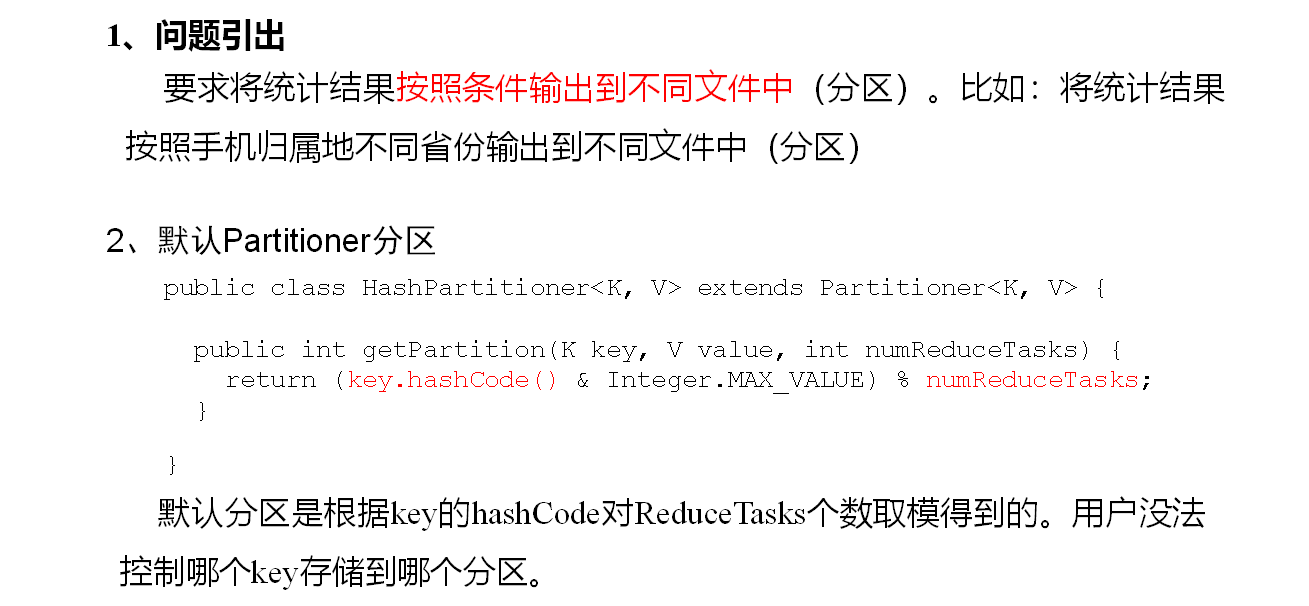 1、问题引出
要求将统计结果按照条件输出到不同文件中（分区）。比如：将统计结果
按照手机归属地不同省份输出到不同文件中（分区）
2、默认Partitioner分区
public class HashPartitioner<K, V> extends Partitioner<K, V> {
public int getPartition(K key, V value, int numReduceTasks) {
return (key.hashCode() & Integer.MAX_VALUE) % numReduceTasks;
}
}
默认分区是根据key的hashCode对ReduceTasks个数取模得到的。用户没法
控制哪个key存储到哪个分区。